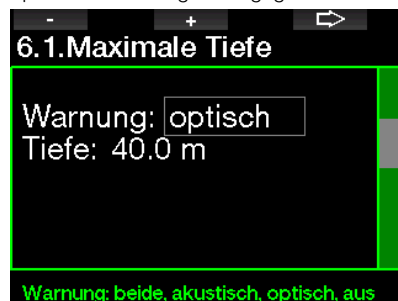 - +
6.1.Maximale Tiefe
Warnung: optisch
Tiefe: 40.0 m
Warnung: beide, akustisch, optisch, aus